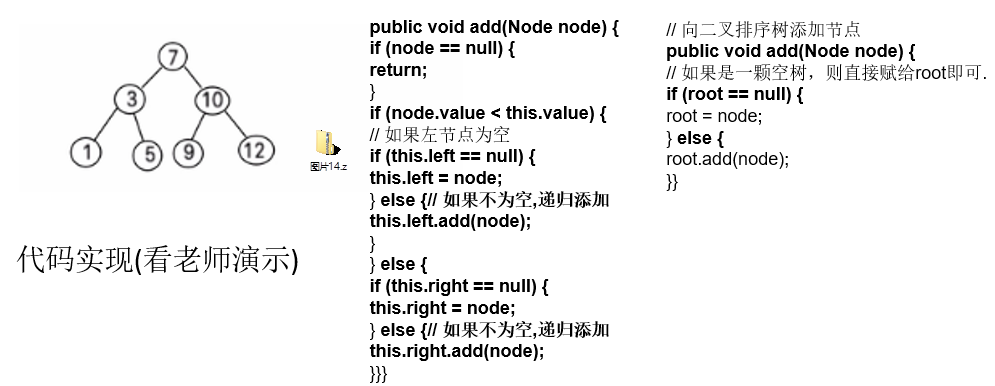 7
3
10
1
5
9
12
图片14.z
代码实现(看老师演示)
public void add(Node node) {
if (node == null) {
return;
}
if (node.value < this.value) {
// 如果左节点为空
if (this.left == null) {
this.left = node;
} else {// 如果不为空,递归添加
this.left.add(node);
}
} else {
if (this.right == null) {
this.right = node;
} else {// 如果不为空,递归添加
this.right.add(node);
}}}
// 向二叉排序树添加节点
public void add(Node node) {
// 如果是一颗空树，则直接赋给root即可.
if (root == null) {
root = node;
} else {
root.add(node);
}}